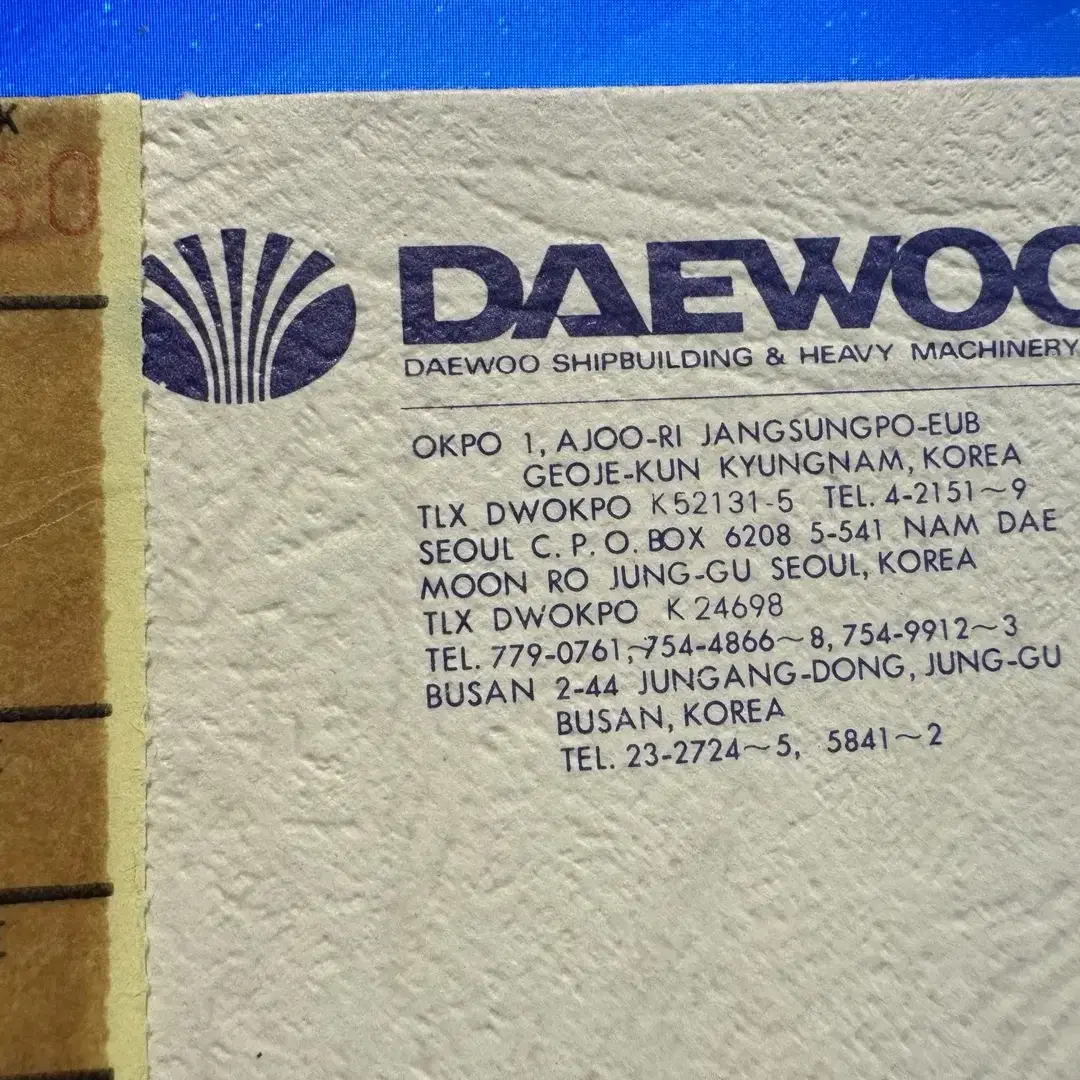 DAEWOO
DAEWOO SHIPBUILDING & HEAVY MACHINERY
OKPO 1, AJOO-RI JANGSUNGPO-EUB
GEOJE-KUN KYUNGNAM, KOREA
TLX DWOKPO K52131-5 TEL. 4-2151~9
SEOUL C. P. O. BOX 6208 5-541 NAM DAE
MOON RO JUNG-GU SEOUL, KOREA
TLX DWOKPO K 24698
TEL. 779-0761,~754-4866~8, 754-9912~3
BUSAN 2-44 JUNGANG-DONG, JUNG-GU
BUSAN, KOREA
TEL. 23-2724~5, 5841~2